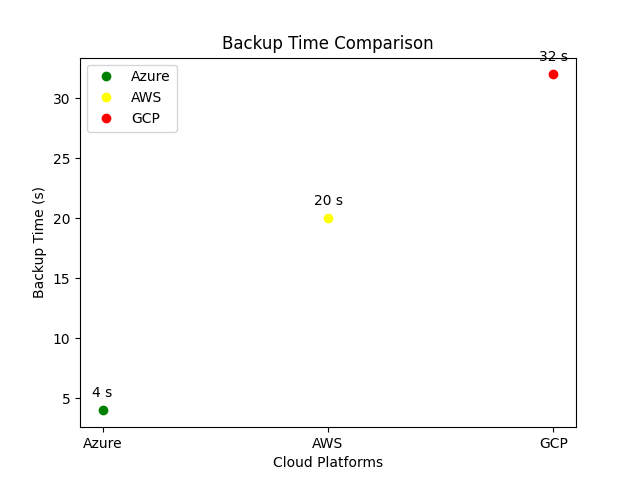 Backup Time Comparison
32 s
Azure
AWS
GCP
30
25
20 s
20
15
10
4 s
5
Backup Time (s)
Azure AWS GCP
Cloud Platforms